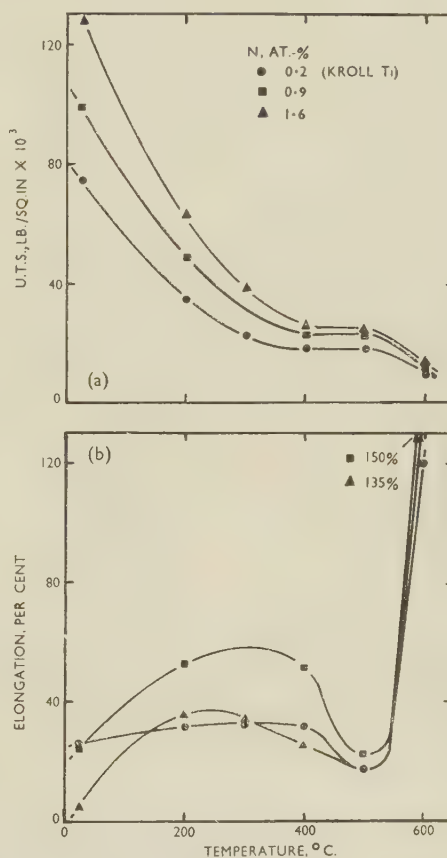 120
80
40
0
U.T.S., LB./SQ.IN X 10³
N, AT.-%
0·2 (KROLL Ti)
0·9
1·6
(a)
(b)
120
80
40
0
ELONGATION, PER CENT
150%
135%
0 200 400 600
TEMPERATURE, °C.